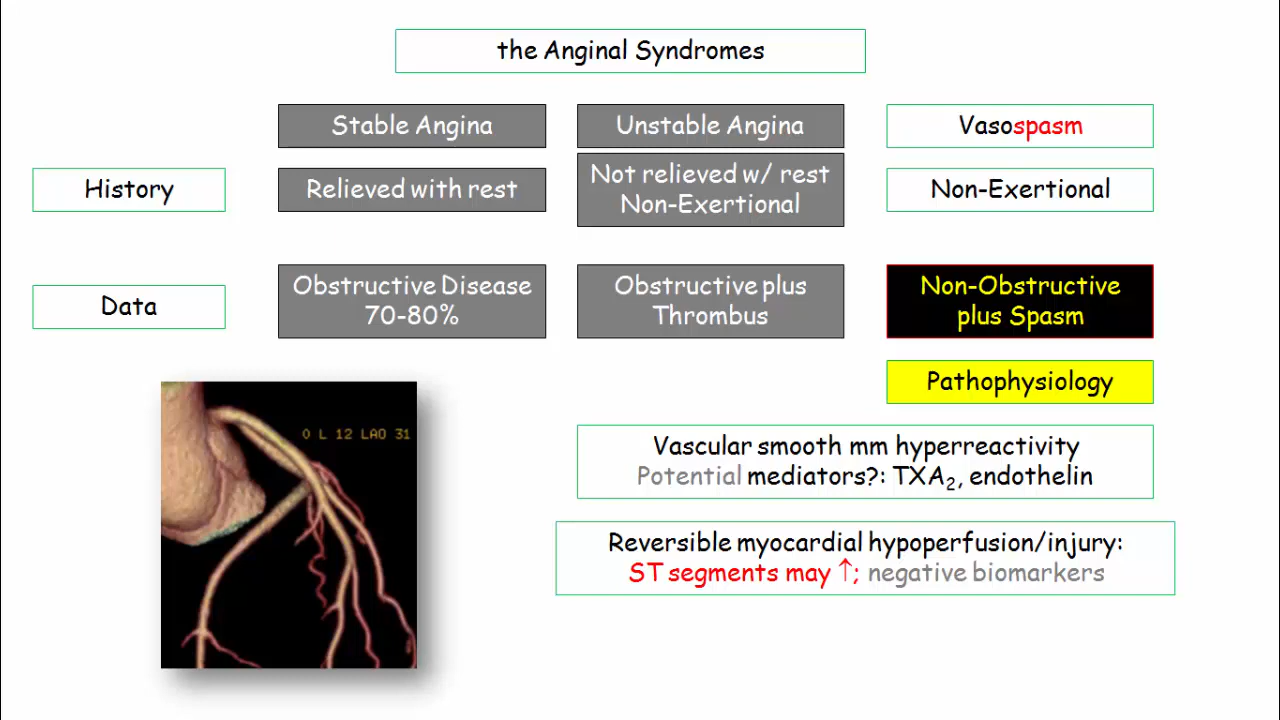 the Anginal Syndromes
Stable Angina
Unstable Angina
Vasospasm
History
Relieved with rest
Not relieved w/ rest
Non-Exertional
Non-Exertional
Data
Obstructive Disease
70-80%
Obstructive plus
Thrombus
Non-Obstructive
plus Spasm
Pathophysiology
O L 12 LAO 31
Vascular smooth mm hyperreactivity
Potential mediators?: TXA₂, endothelin
Reversible myocardial hypoperfusion/injury:
ST segments may ↑; negative biomarkers